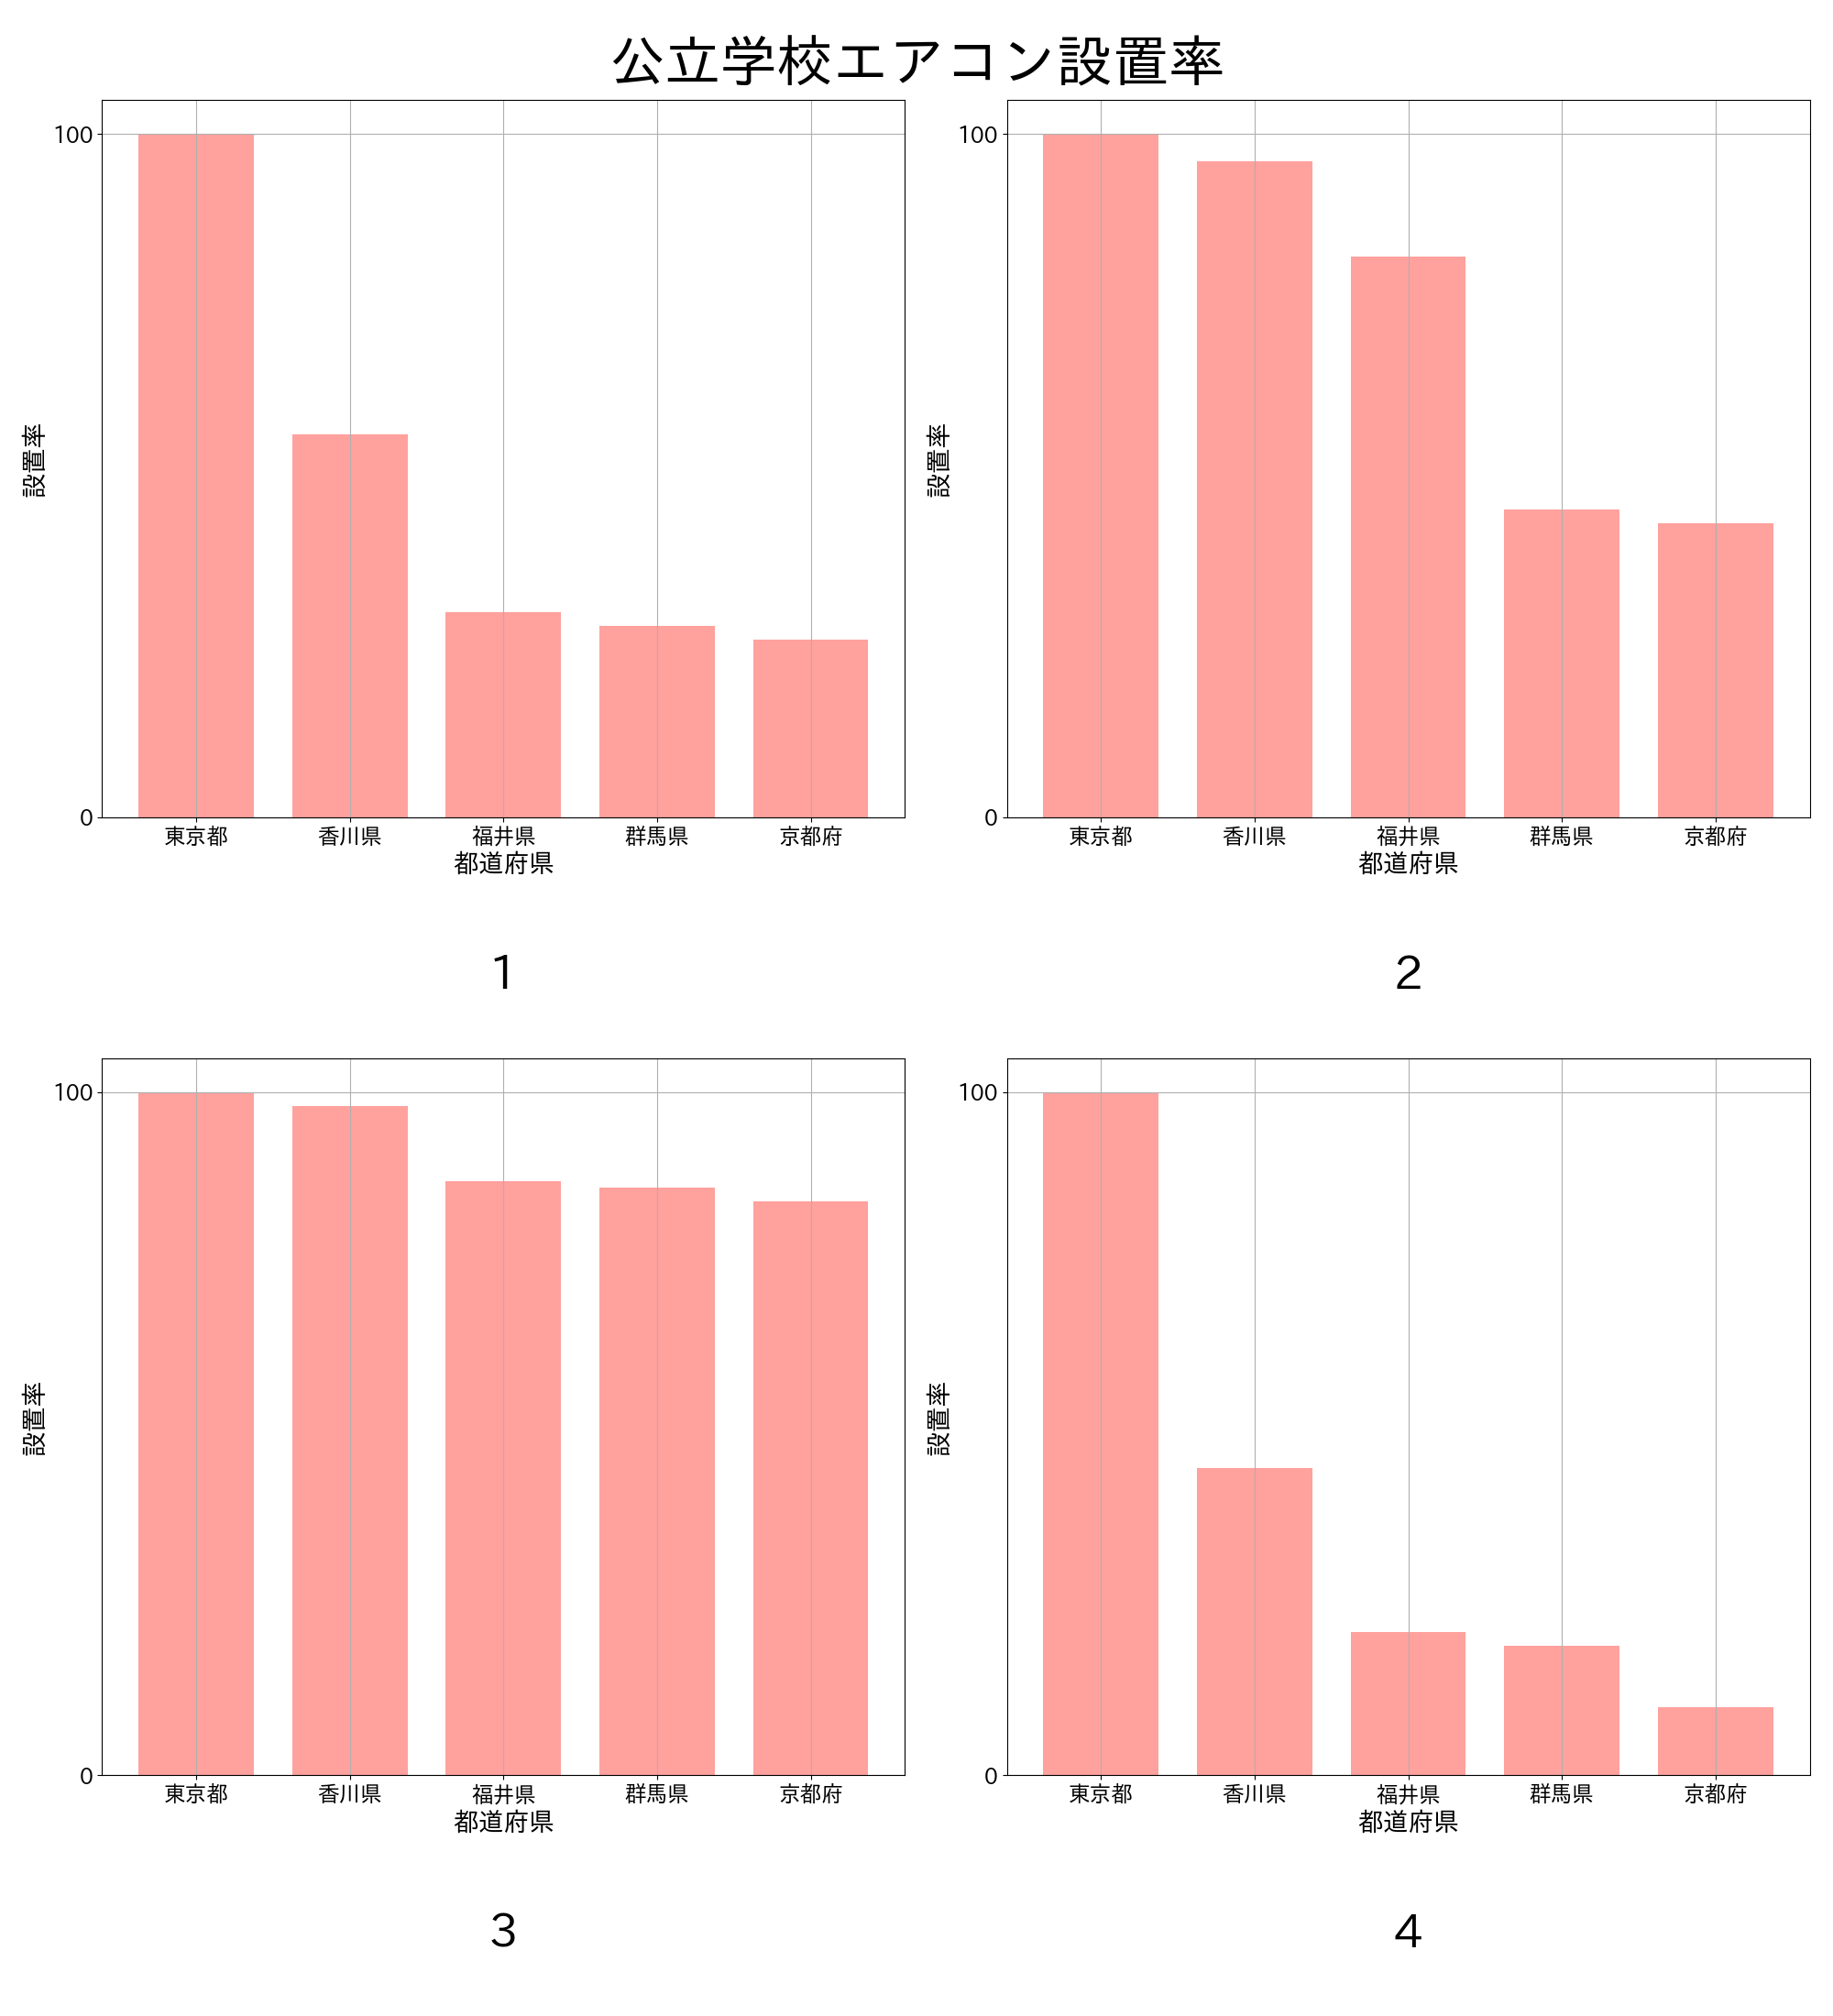 公立学校エアコン設置率
100
0
設置率
東京都 香川県 福井県 群馬県 京都府
都道府県
1
100
0
設置率
東京都 香川県 福井県 群馬県 京都府
都道府県
2
100
0
設置率
東京都 香川県 福井県 群馬県 京都府
都道府県
3
100
0
設置率
東京都 香川県 福井県 群馬県 京都府
都道府県
4